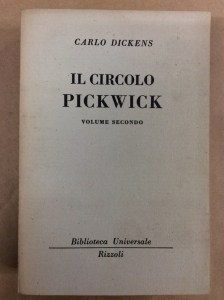 CARLO DICKENS
IL CIRCOLO
PICKWICK
VOLUME SECONDO
Biblioteca Universale
Rizzoli